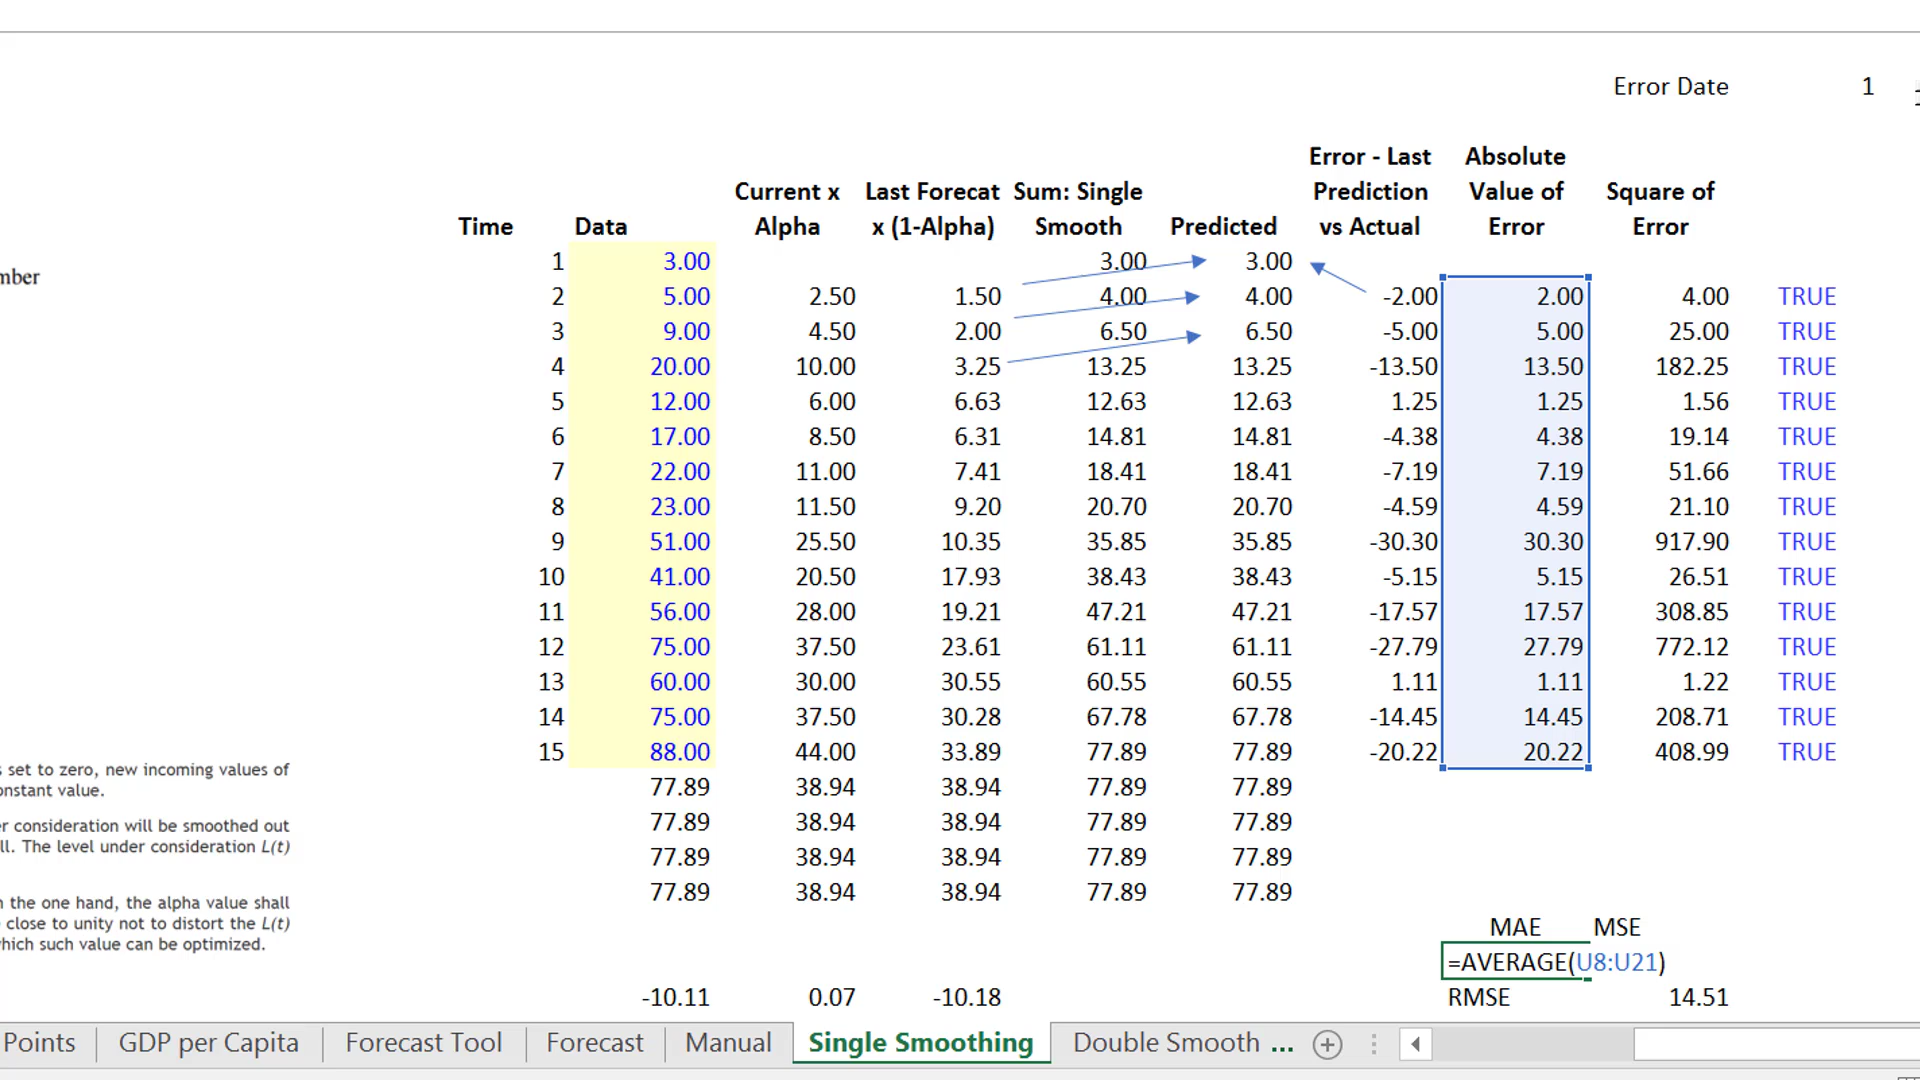 Error Date 1
Error - Last Absolute
Current x Last Forecat Sum: Single Prediction Value of Square of
Time Data Alpha x (1-Alpha) Smooth Predicted vs Actual Error Error
1 3.00 3.00 3.00
mber
2 5.00 2.50 1.50 4.00 4.00 -2.00 2.00 4.00 TRUE
3 9.00 4.50 2.00 6.50 6.50 -5.00 5.00 25.00 TRUE
4 20.00 10.00 3.25 13.25 13.25 -13.50 13.50 182.25 TRUE
5 12.00 6.00 6.63 12.63 12.63 1.25 1.25 1.56 TRUE
6 17.00 8.50 6.31 14.81 14.81 -4.38 4.38 19.14 TRUE
7 22.00 11.00 7.41 18.41 18.41 -7.19 7.19 51.66 TRUE
8 23.00 11.50 9.20 20.70 20.70 -4.59 4.59 21.10 TRUE
9 51.00 25.50 10.35 35.85 35.85 -30.30 30.30 917.90 TRUE
10 41.00 20.50 17.93 38.43 38.43 -5.15 5.15 26.51 TRUE
11 56.00 28.00 19.21 47.21 47.21 -17.57 17.57 308.85 TRUE
12 75.00 37.50 23.61 61.11 61.11 -27.79 27.79 772.12 TRUE
13 60.00 30.00 30.55 60.55 60.55 1.11 1.11 1.22 TRUE
14 75.00 37.50 30.28 67.78 67.78 -14.45 14.45 208.71 TRUE
15 88.00 44.00 33.89 77.89 77.89 -20.22 20.22 408.99 TRUE
set to zero, new incoming values of
77.89 38.94 38.94 77.89 77.89
onstant value.
77.89 38.94 38.94 77.89 77.89
er consideration will be smoothed out
ll. The level under consideration L(t)
77.89 38.94 38.94 77.89 77.89
77.89 38.94 38.94 77.89 77.89
n the one hand, the alpha value shall
close to unity not to distort the L(t)
which such value can be optimized.
MAE MSE
=AVERAGE(U8:U21)
-10.11 0.07 -10.18 RMSE 14.51
Points GDP per Capita Forecast Tool Forecast Manual Single Smoothing Double Smooth ...